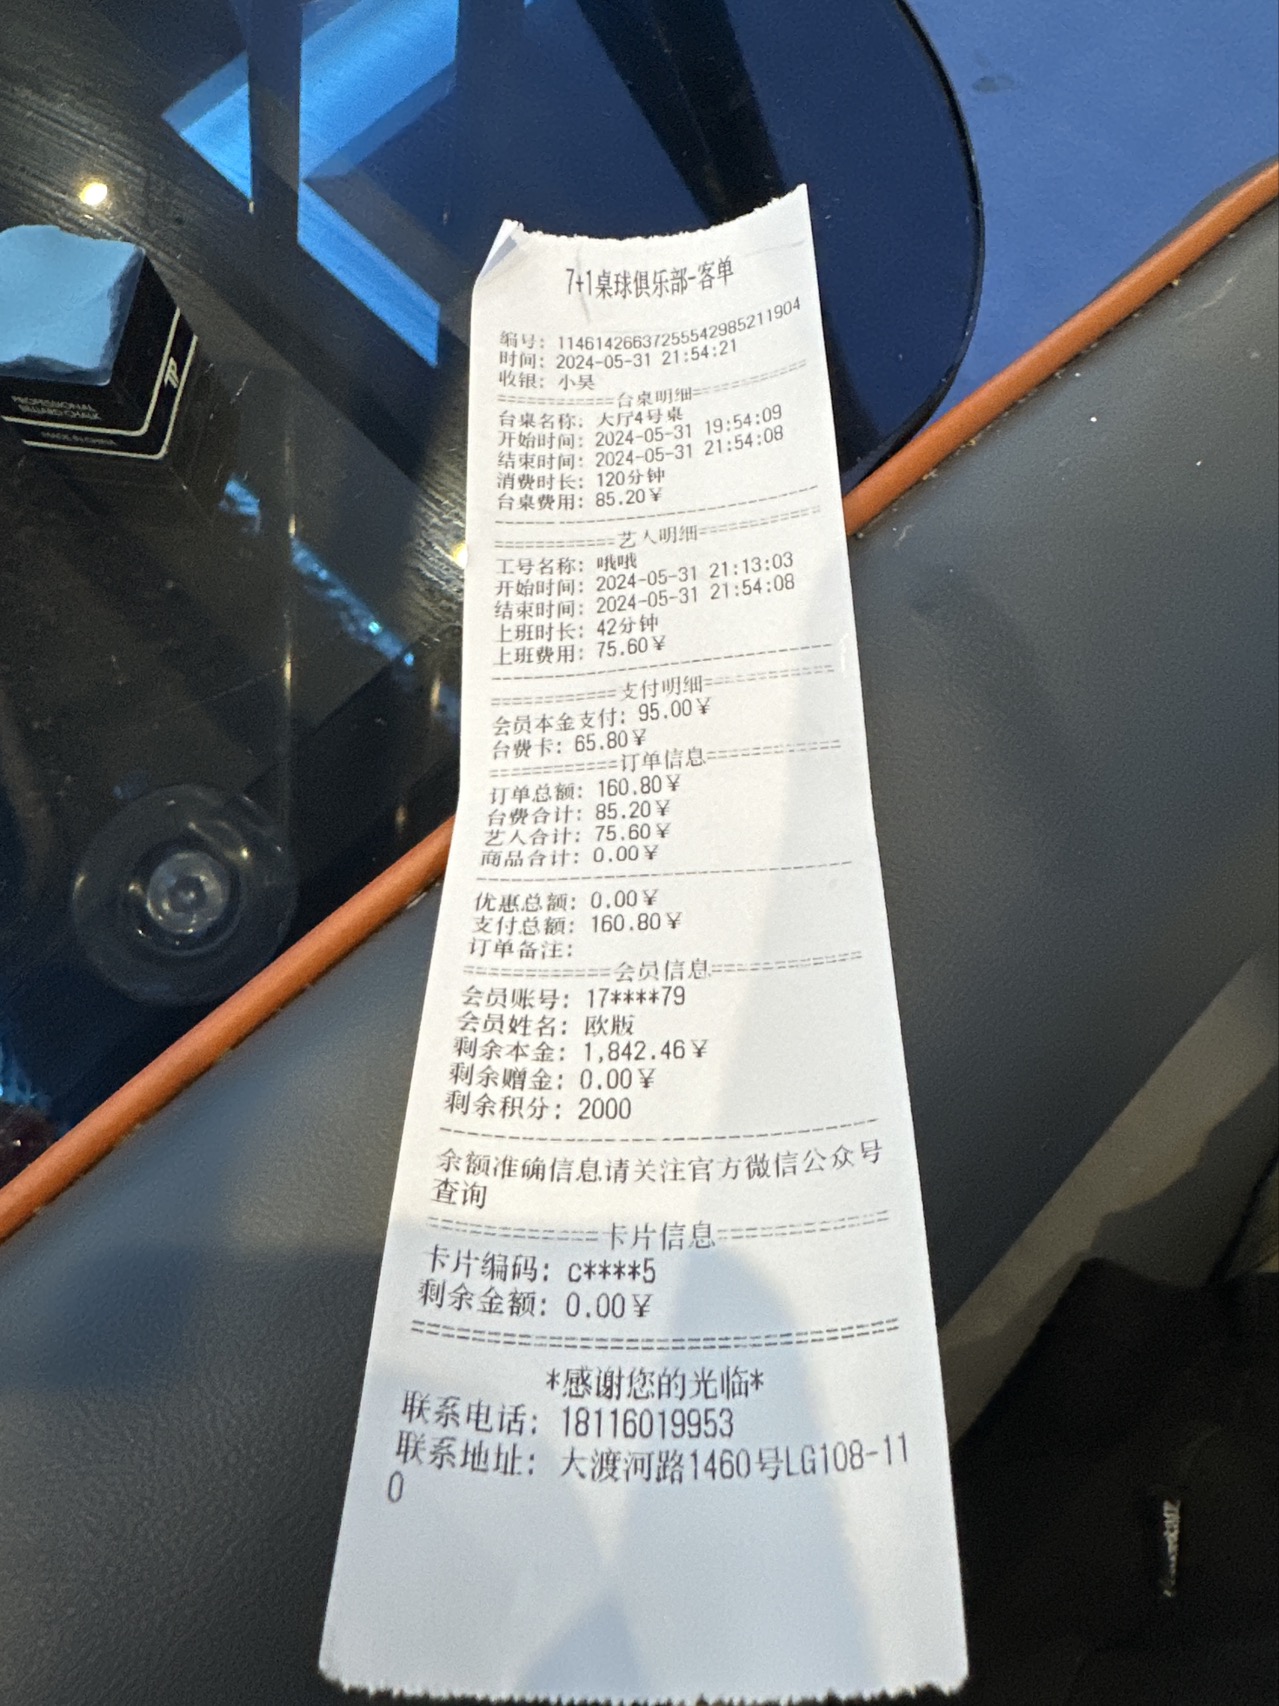 7+1桌球俱乐部-客单
编号: 1146142663725554298521​1904
时间: 2024-05-31 21:54:21
收银: 小昊
============台桌明细============
台桌名称: 大厅4号桌
开始时间: 2024-05-31 19:54:09
结束时间: 2024-05-31 21:54:08
消费时长: 120分钟
台桌费用: 85.20¥
============艺人明细============
工号名称: 哦哦
开始时间: 2024-05-31 21:13:03
结束时间: 2024-05-31 21:54:08
上班时长: 42分钟
上班费用: 75.60¥
============支付明细============
会员本金支付: 95.00¥
台费卡: 65.80¥
============订单信息============
订单总额: 160.80¥
台费合计: 85.20¥
艺人合计: 75.60¥
商品合计: 0.00¥
优惠总额: 0.00¥
支付总额: 160.80¥
订单备注:
============会员信息============
会员账号: 17****79
会员姓名: 欧版
剩余本金: 1,842.46¥
剩余赠金: 0.00¥
剩余积分: 2000
余额准确信息请关注官方微信公众号
查询
============卡片信息============
卡片编码: c****5
剩余金额: 0.00¥
*感谢您的光临*
联系电话: 18116019953
联系地址: 大渡河路1460号LG108-11
0
PROFESSIONAL
BILLIARD CHALK
MADE IN CHINA